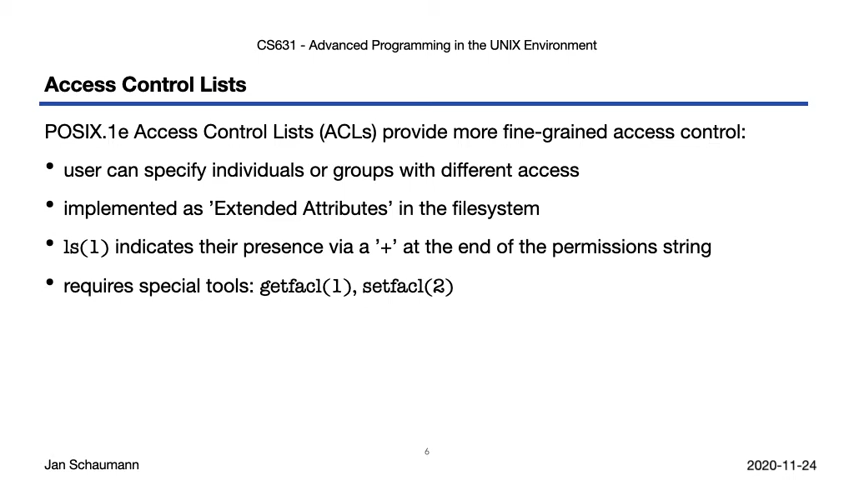 CS631 - Advanced Programming in the UNIX Environment
Access Control Lists
POSIX.1e Access Control Lists (ACLs) provide more fine-grained access control:
• user can specify individuals or groups with different access
• implemented as ’Extended Attributes’ in the filesystem
• ls(1) indicates their presence via a ’+’ at the end of the permissions string
• requires special tools: getfacl(1), setfacl(2)
6
Jan Schaumann
2020-11-24